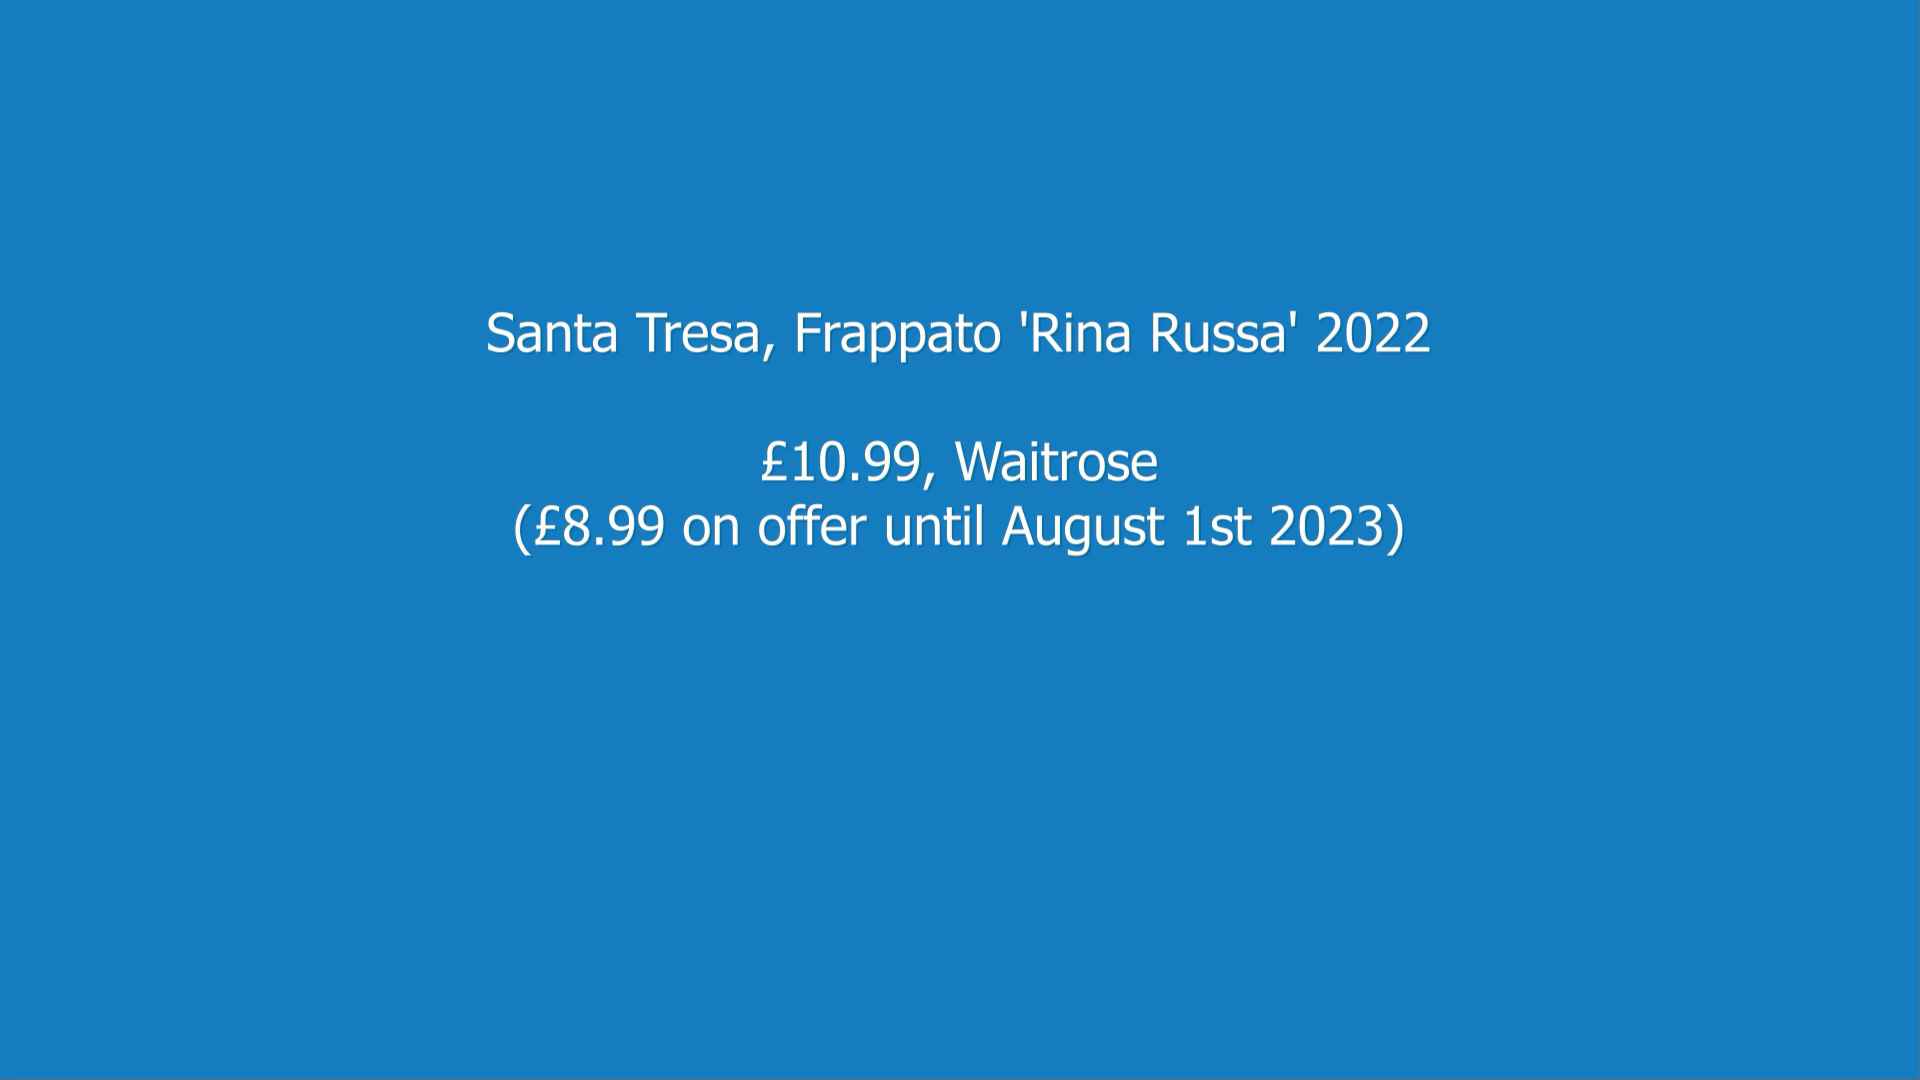 Santa Tresa, Frappato 'Rina Russa' 2022
£10.99, Waitrose
(£8.99 on offer until August 1st 2023)